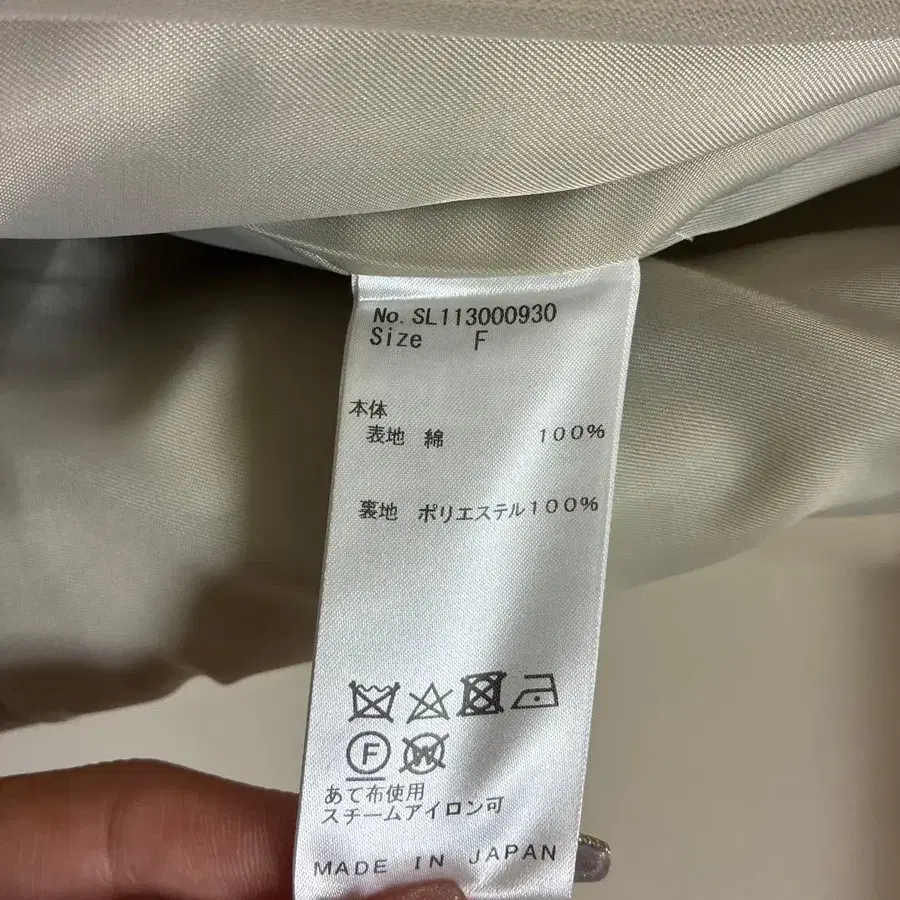 No. SL113000930
Size F
本体
表地 綿 100%
裏地 ポリエステル100%
F W
あて布使用
スチームアイロン可
MADE IN JAPAN